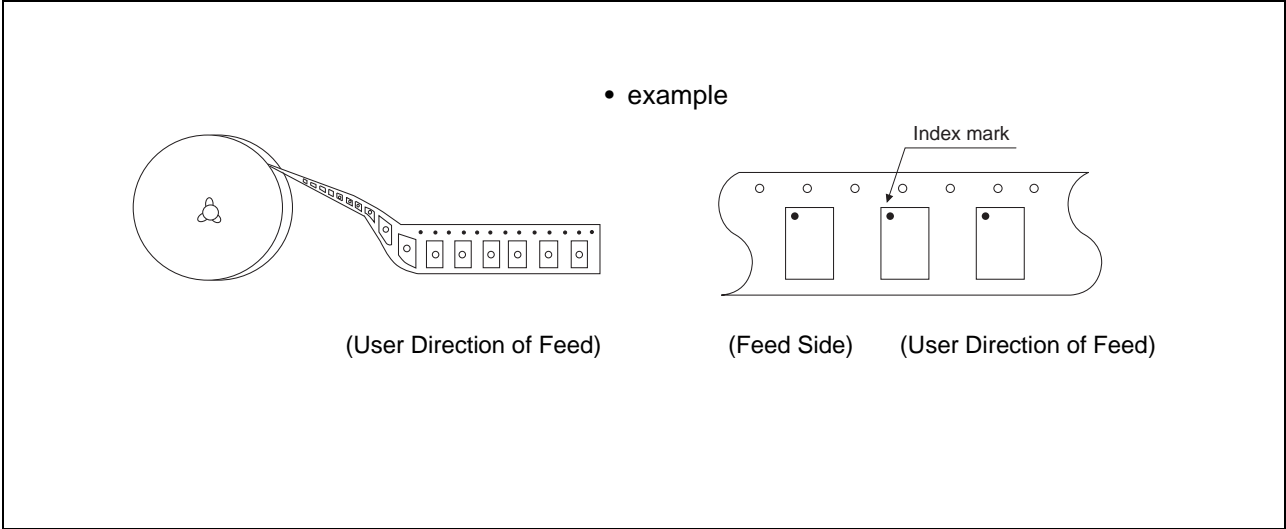 • example
Index mark
(User Direction of Feed)
(Feed Side)
(User Direction of Feed)